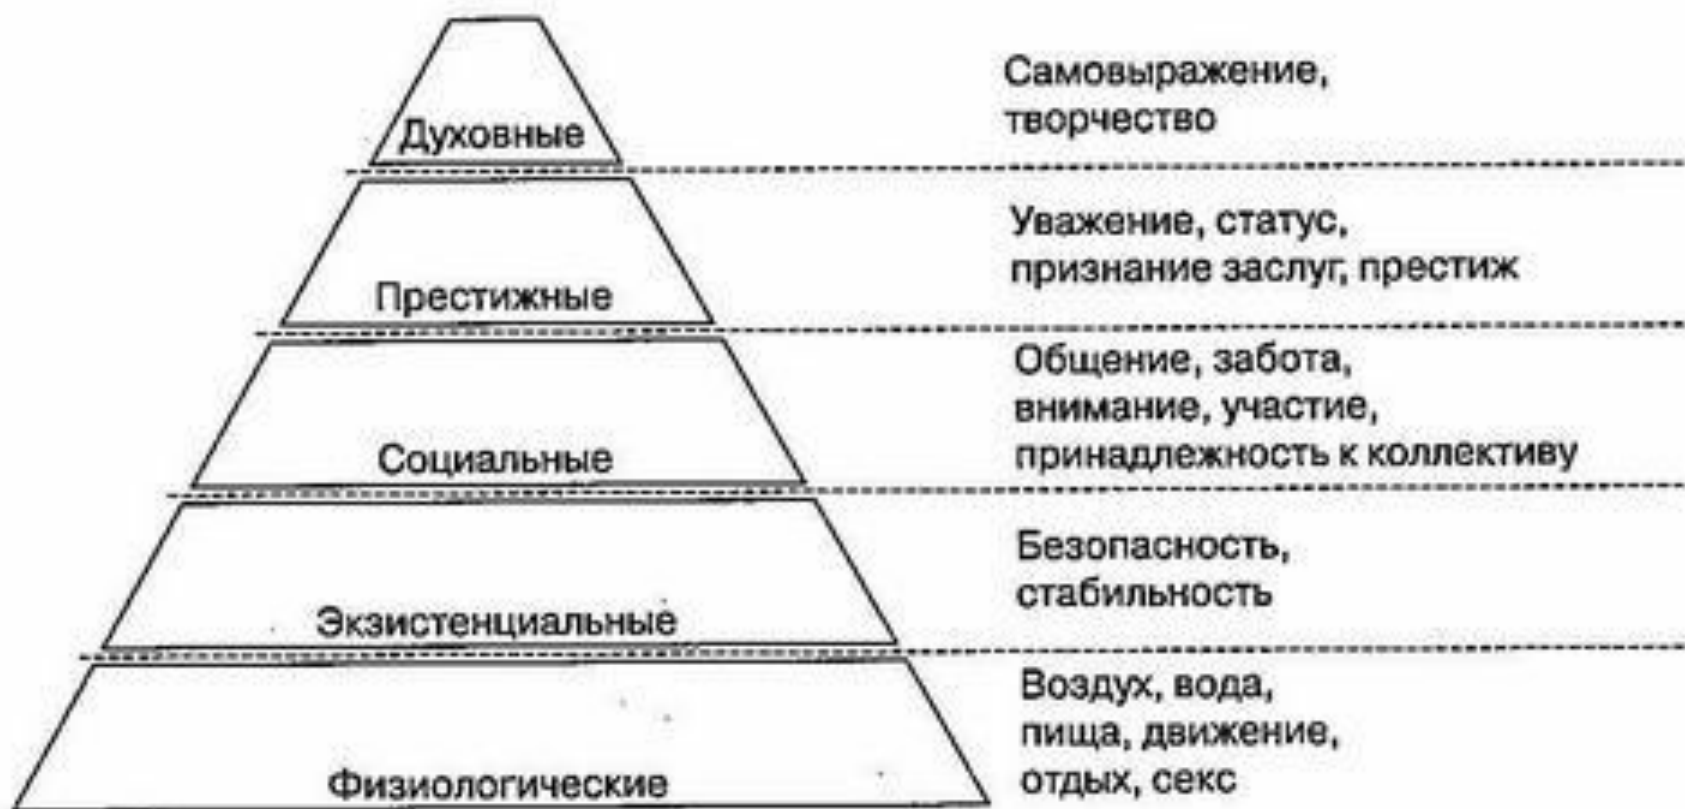 Духовные
Самовыражение,
творчество
Престижные
Уважение, статус,
признание заслуг, престиж
Социальные
Общение, забота,
внимание, участие,
принадлежность к коллективу
Экзистенциальные
Безопасность,
стабильность
Физиологические
Воздух, вода,
пища, движение,
отдых, секс